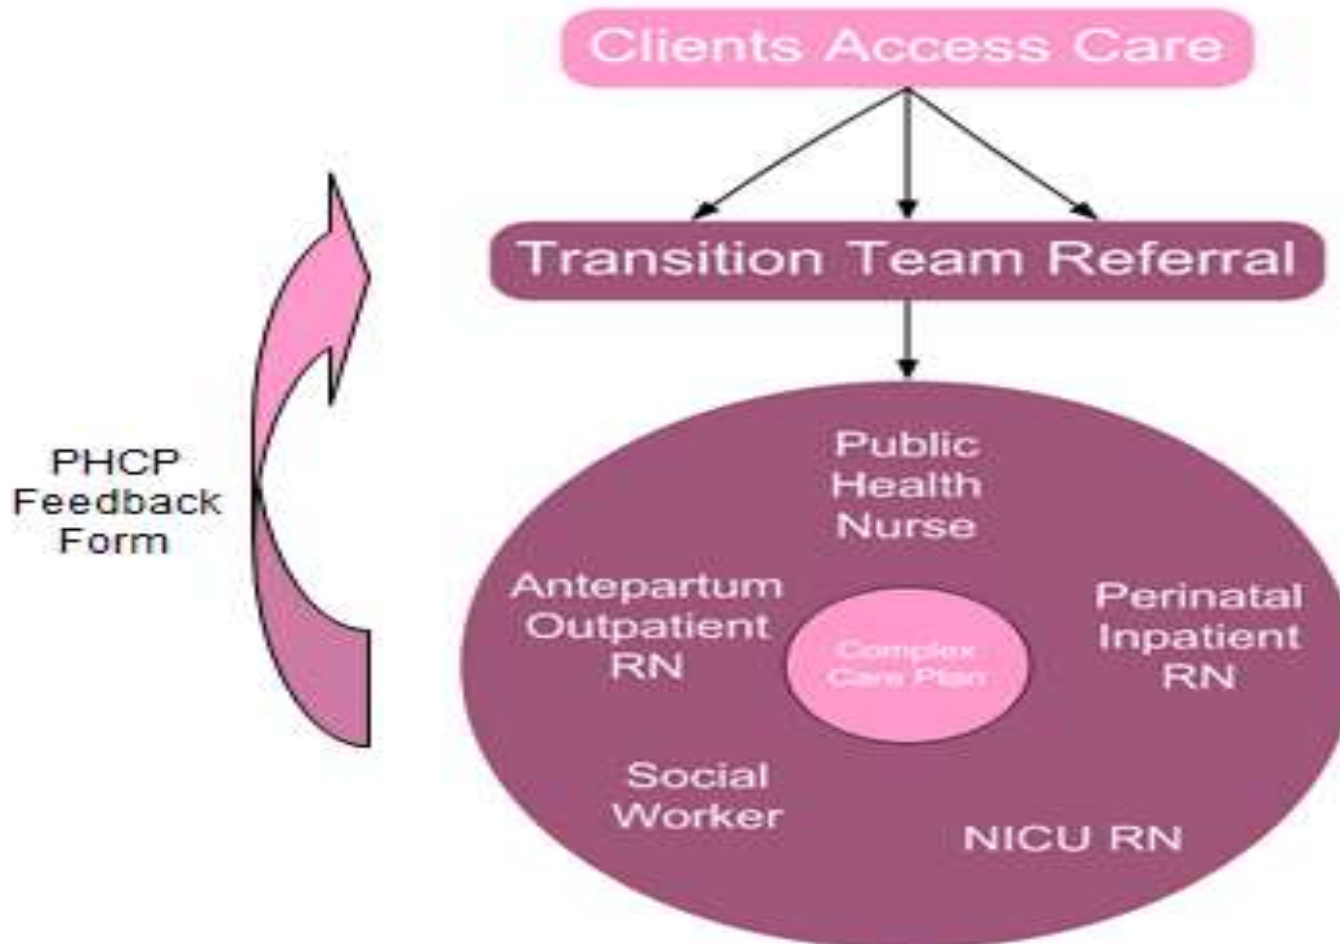 Clients Access Care
Transition Team Referral
PHCP
Feedback
Form
Public
Health
Nurse
Antepartum
Outpatient
RN
Complex
Care Plan
Perinatal
Inpatient
RN
Social
Worker
NICU RN